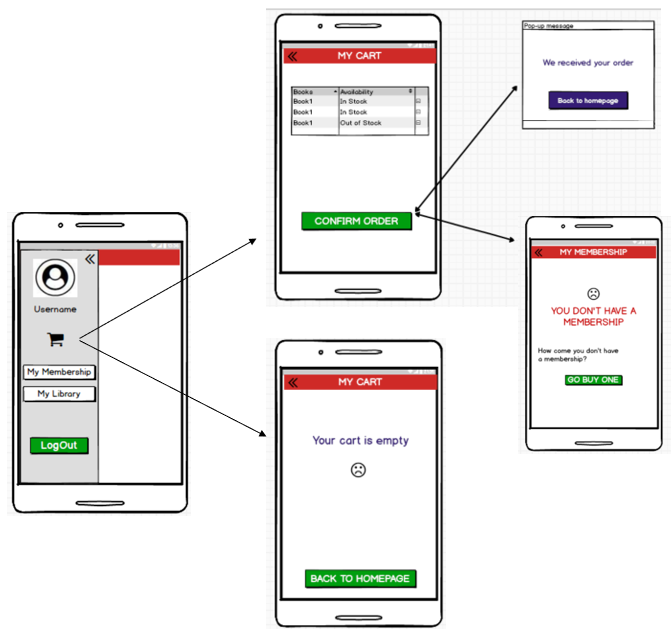 Username
My Membership
My Library
LogOut
MY CART
Books Availability
Book1 In Stock
Book1 In Stock
Book1 Out of Stock
CONFIRM ORDER
Pop-up message
We received your order
Back to homepage
MY MEMBERSHIP
YOU DON'T HAVE A
MEMBERSHIP
How come you don't have
a membership?
GO BUY ONE
MY CART
Your cart is empty
BACK TO HOMEPAGE